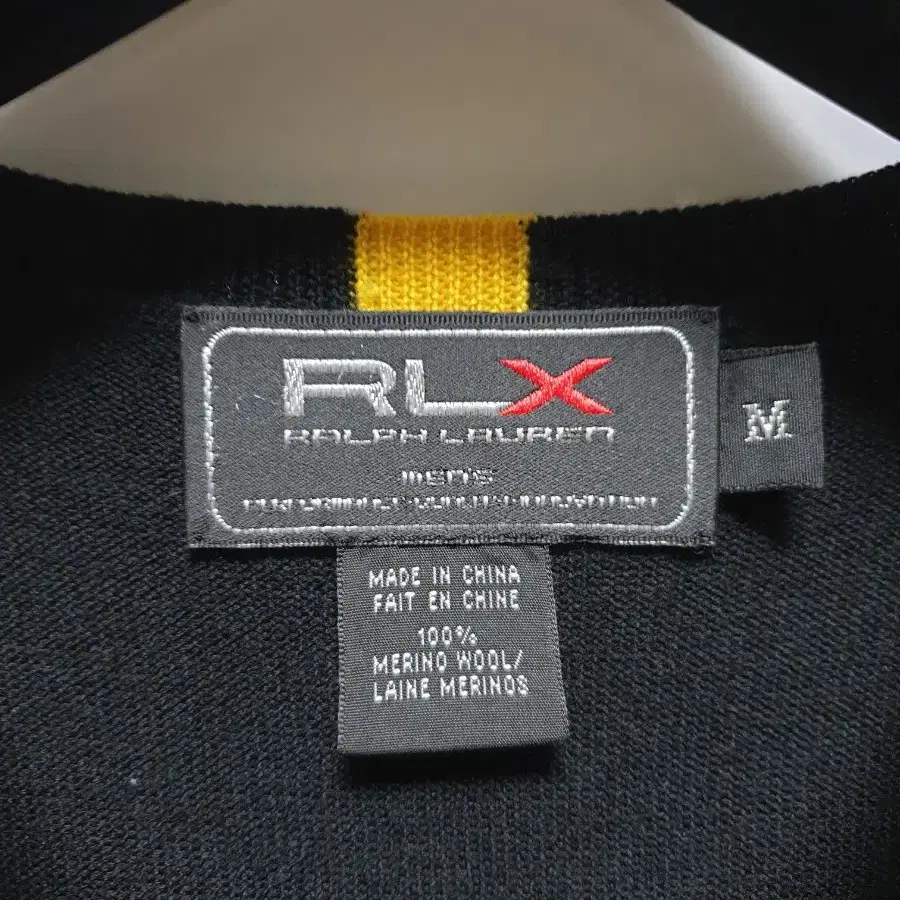 RLX
RALPH LAUREN
MEN'S
M
MADE IN CHINA
FAIT EN CHINE
100%
MERINO WOOL/
LAINE MERINOS